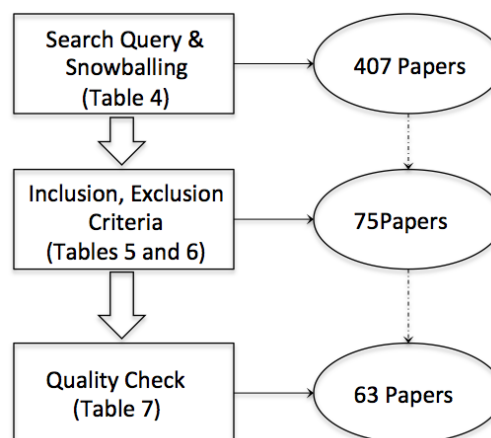 Search Query &
Snowballing
(Table 4)
407 Papers
Inclusion, Exclusion
Criteria
(Tables 5 and 6)
75Papers
Quality Check
(Table 7)
63 Papers